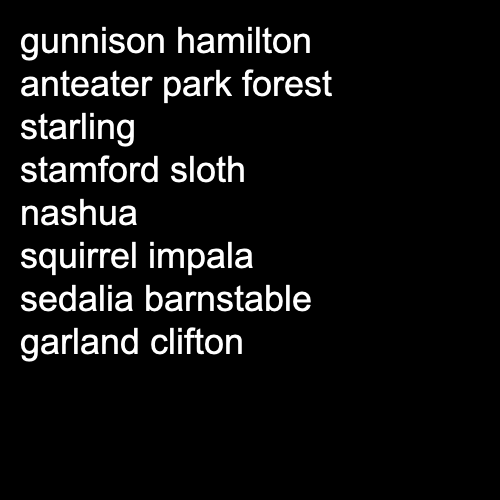 gunnison hamilton
anteater park forest
starling
stamford sloth
nashua
squirrel impala
sedalia barnstable
garland clifton